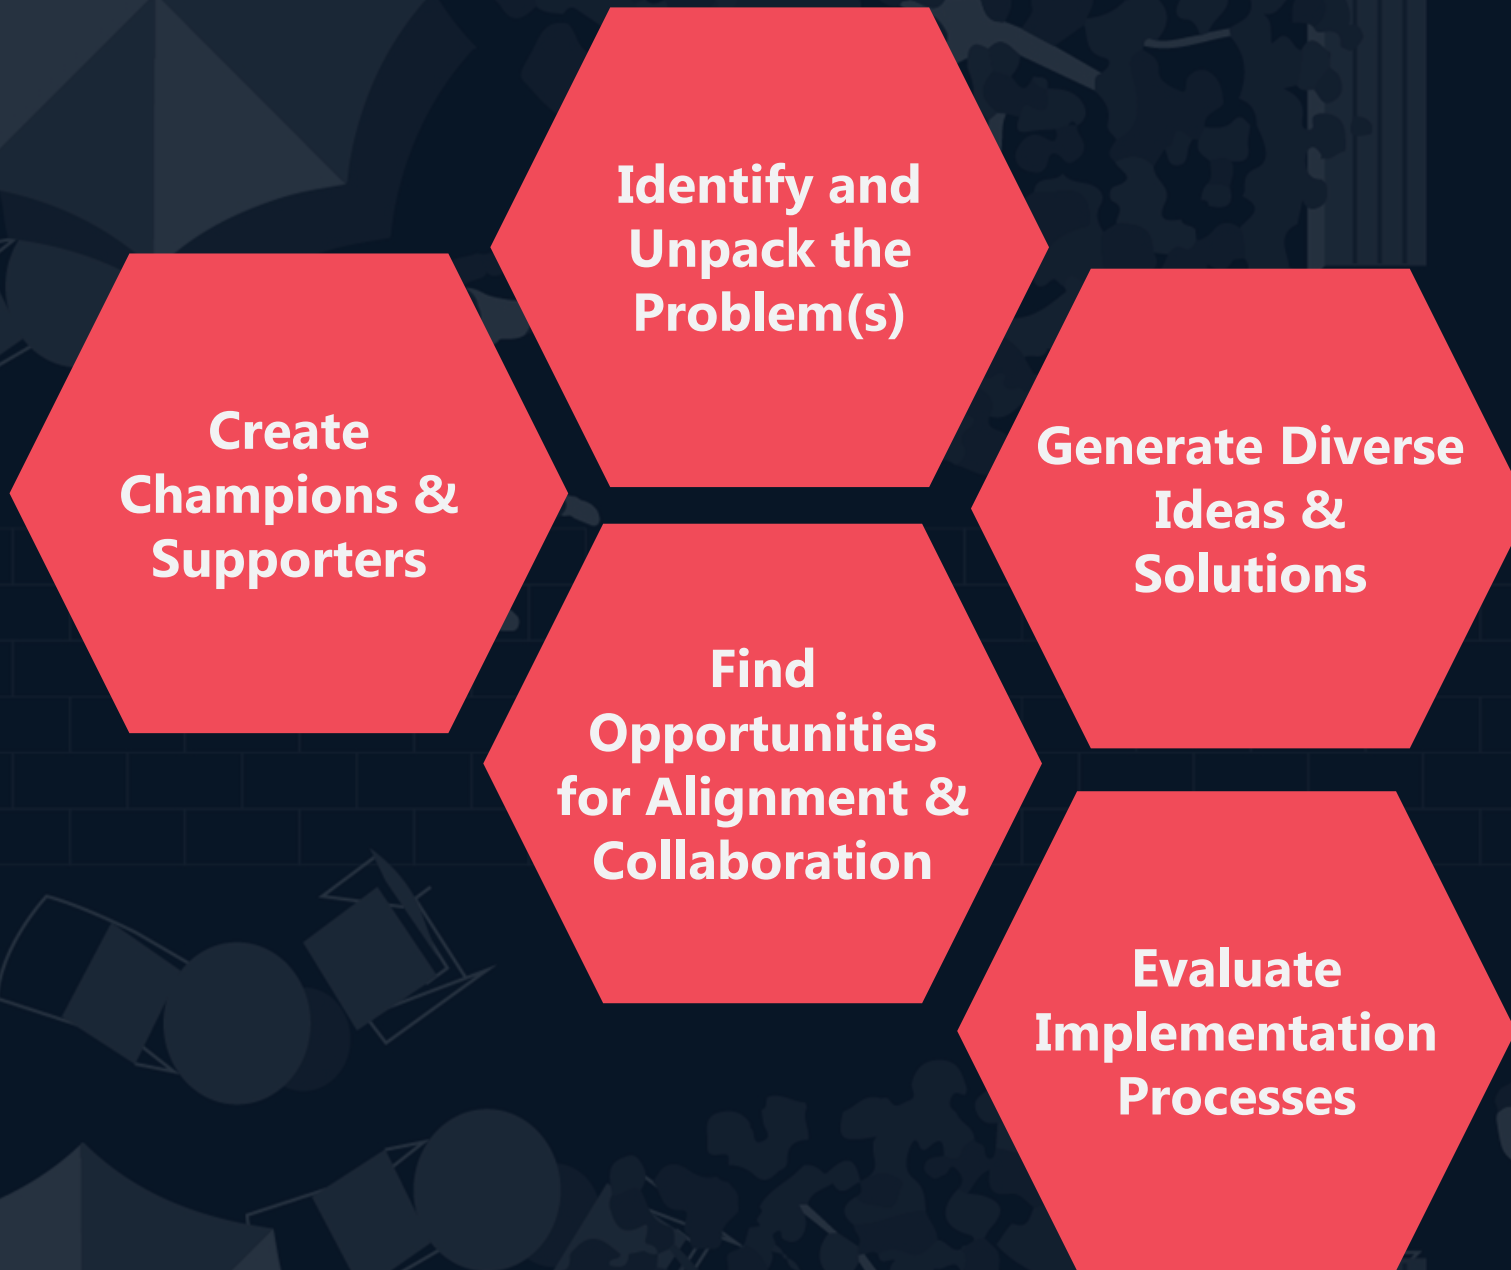 Identify and
Unpack the
Problem(s)
Create
Champions &
Supporters
Generate Diverse
Ideas &
Solutions
Find
Opportunities
for Alignment &
Collaboration
Evaluate
Implementation
Processes